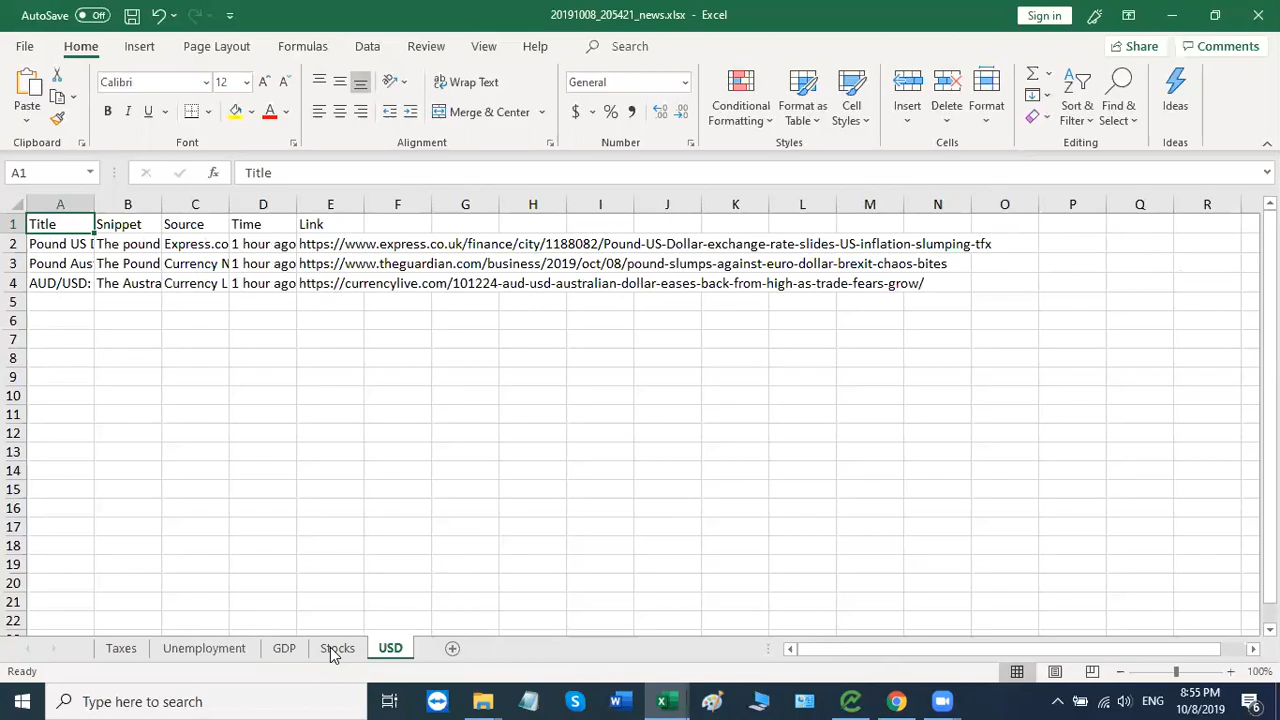 AutoSave Off 20191008_205421_news.xlsx - Excel Sign in
File Home Insert Page Layout Formulas Data Review View Help Search Share Comments
Paste Calibri 12 Wrap Text General Conditional Formatting Format as Table Cell Styles Insert Delete Format Sort & Filter Find & Select Ideas
B I U A Merge & Center $ % 9
Clipboard Font Alignment Number Styles Cells Editing Ideas
A1 fx Title
A B C D E F G H I J K L M N O P Q R
1 Title Snippet Source Time Link
2 Pound US The pound Express.co 1 hour ago https://www.express.co.uk/finance/city/1188082/Pound-US-Dollar-exchange-rate-slides-US-inflation-slumping-tfx
3 Pound Aus The Pound Currency N 1 hour ago https://www.theguardian.com/business/2019/oct/08/pound-slumps-against-euro-dollar-brexit-chaos-bites
4 AUD/USD: The Austra Currency L 1 hour ago https://currencylive.com/101224-aud-usd-australian-dollar-eases-back-from-high-as-trade-fears-grow/
5
6
7
8
9
10
11
12
13
14
15
16
17
18
19
20
21
22
Taxes Unemployment GDP Stocks USD
Ready 100%
Type here to search ENG 8:55 PM
10/8/2019 6